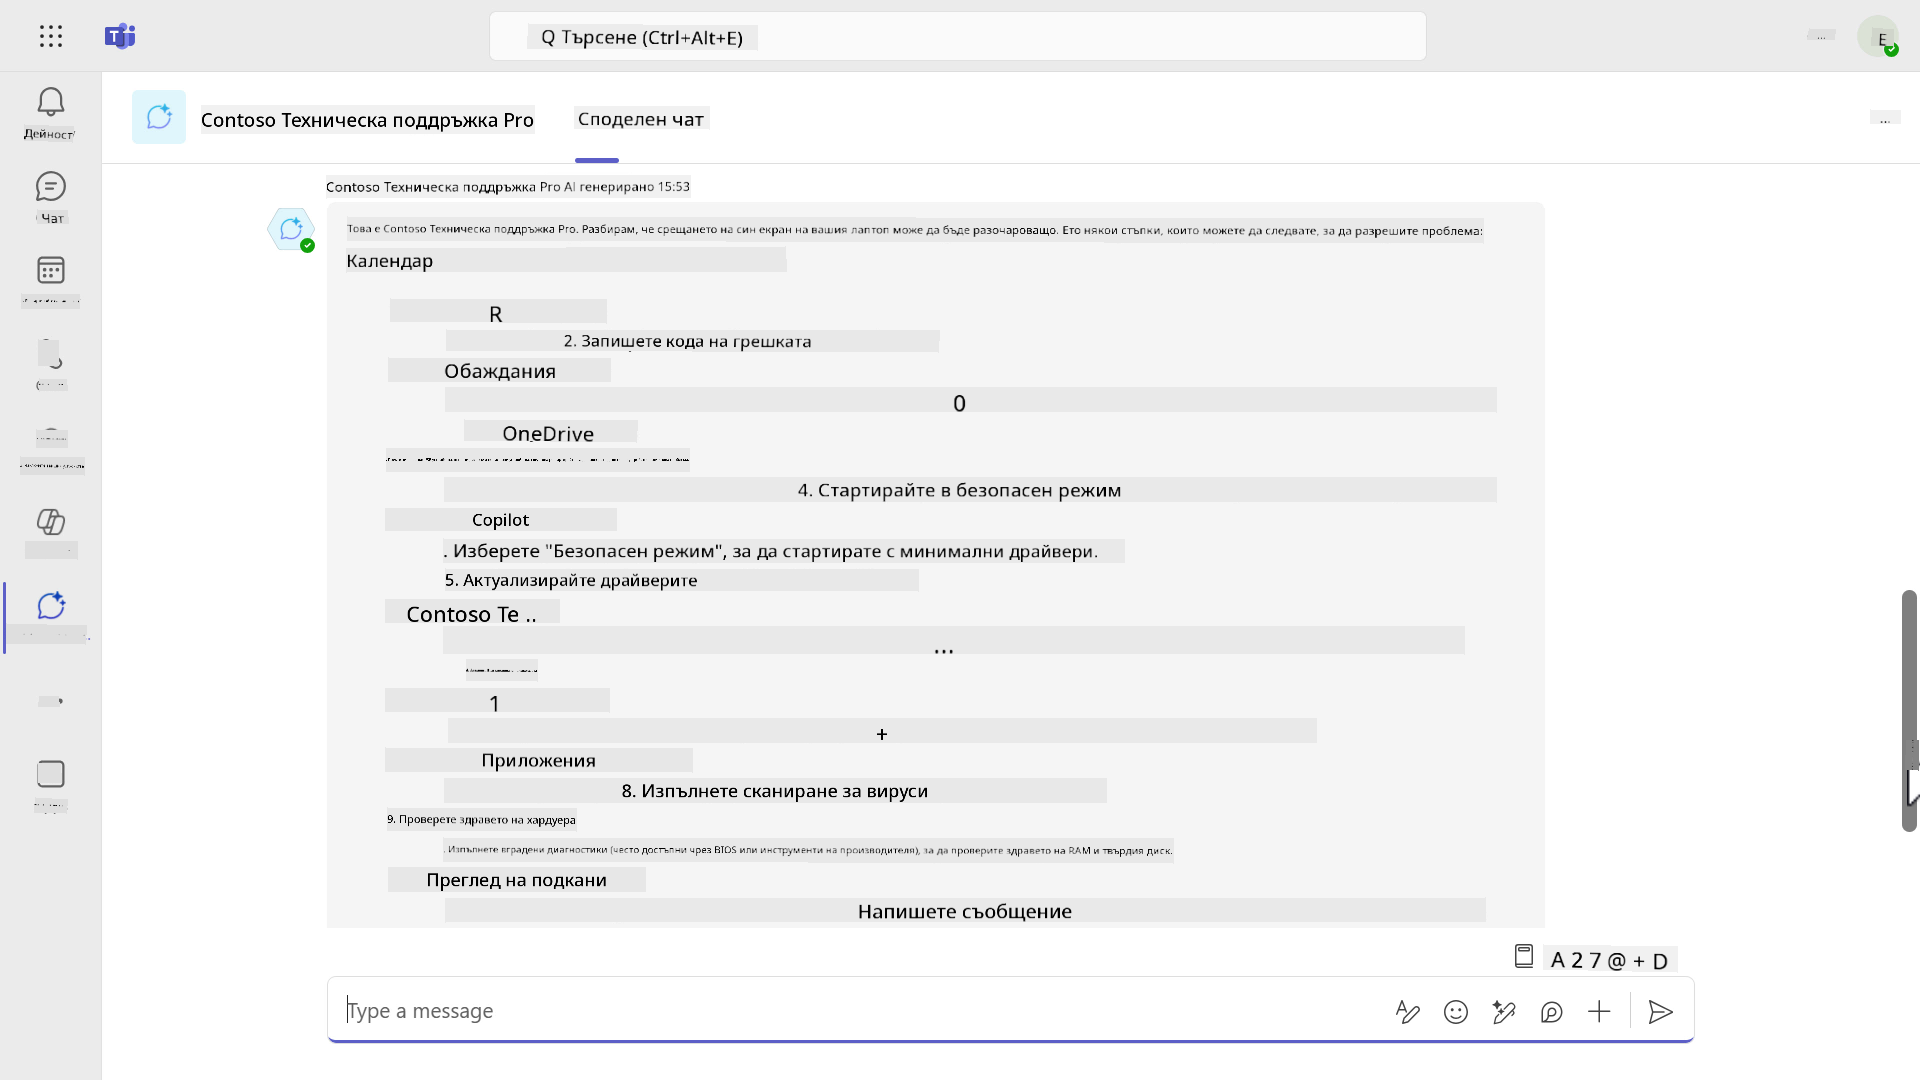 Q Търсене (Ctrl+Alt+E)
...
E
Contoso Техническа поддръжка Pro
Споделен чат
...
Дейност
Чат
Contoso Техническа поддръжка Pro AI генерирано 15:53
Това е Contoso Техническа поддръжка Pro. Разбирам, че срещането на син екран на вашия лаптоп може да бъде разочароващо. Ето някои стъпки, които можете да следвате, за да разрешите проблема:
Календар
R
2. Запишете кода на грешката
Обаждания
0
OneDrive
4. Стартирайте в безопасен режим
Copilot
. Изберете "Безопасен режим", за да стартирате с минимални драйвери.
5. Актуализирайте драйверите
Contoso Te ..
...
1
+
Приложения
8. Изпълнете сканиране за вируси
9. Проверете здравето на хардуера
. Изпълнете вградени диагностики (често достъпни чрез BIOS или инструменти на производителя), за да проверите здравето на RAM и твърдия диск.
Преглед на подкани
Напишете съобщение
A 2 7 @ + D
Type a message